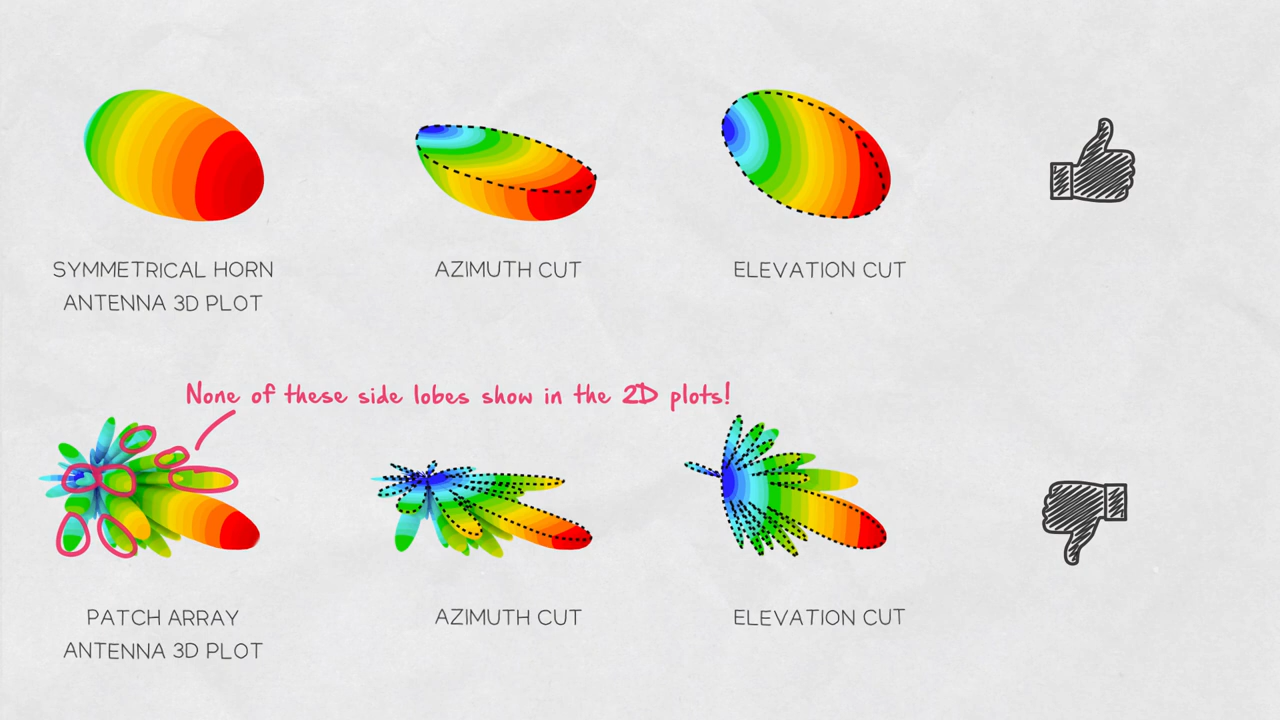 SYMMETRICAL HORN
ANTENNA 3D PLOT
AZIMUTH CUT
ELEVATION CUT
None of these side lobes show in the 2D plots!
PATCH ARRAY
ANTENNA 3D PLOT
AZIMUTH CUT
ELEVATION CUT